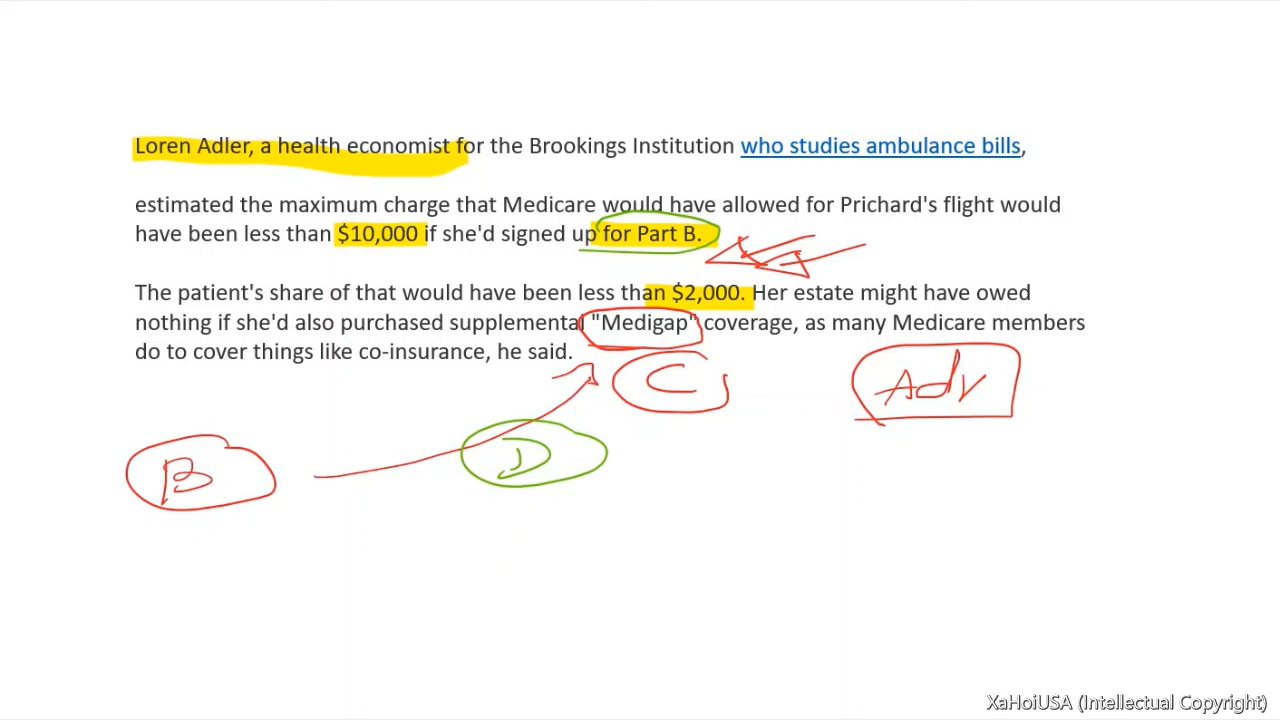 Loren Adler, a health economist for the Brookings Institution who studies ambulance bills,
estimated the maximum charge that Medicare would have allowed for Prichard's flight would
have been less than $10,000 if she'd signed up for Part B.
The patient's share of that would have been less than $2,000. Her estate might have owed
nothing if she'd also purchased supplemental "Medigap" coverage, as many Medicare members
do to cover things like co-insurance, he said.
C
Adv
D
B
XaHoiUSA (Intellectual Copyright)